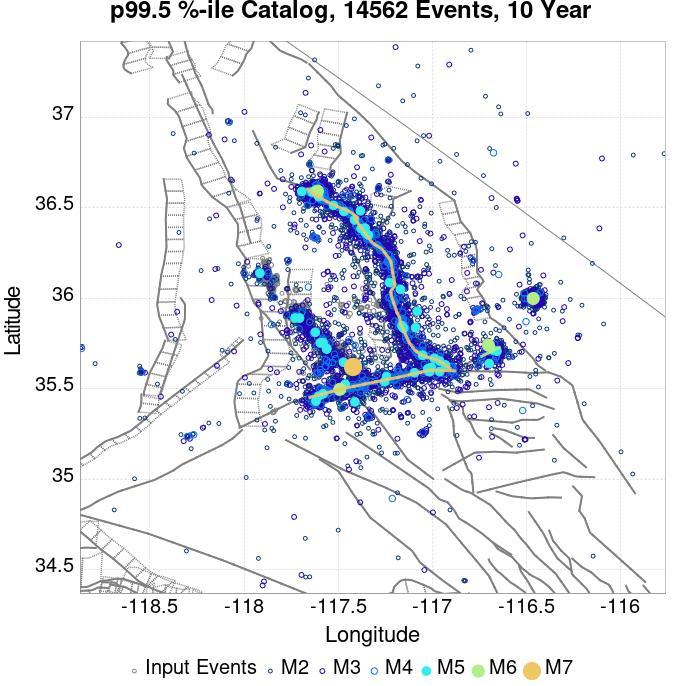 p99.5 %-ile Catalog, 14562 Events, 10 Year
37
36.5
36
35.5
35
34.5
Latitude
-118.5 -118 -117.5 -117 -116.5 -116
Longitude
Input Events M2 M3 M4 M5 M6 M7